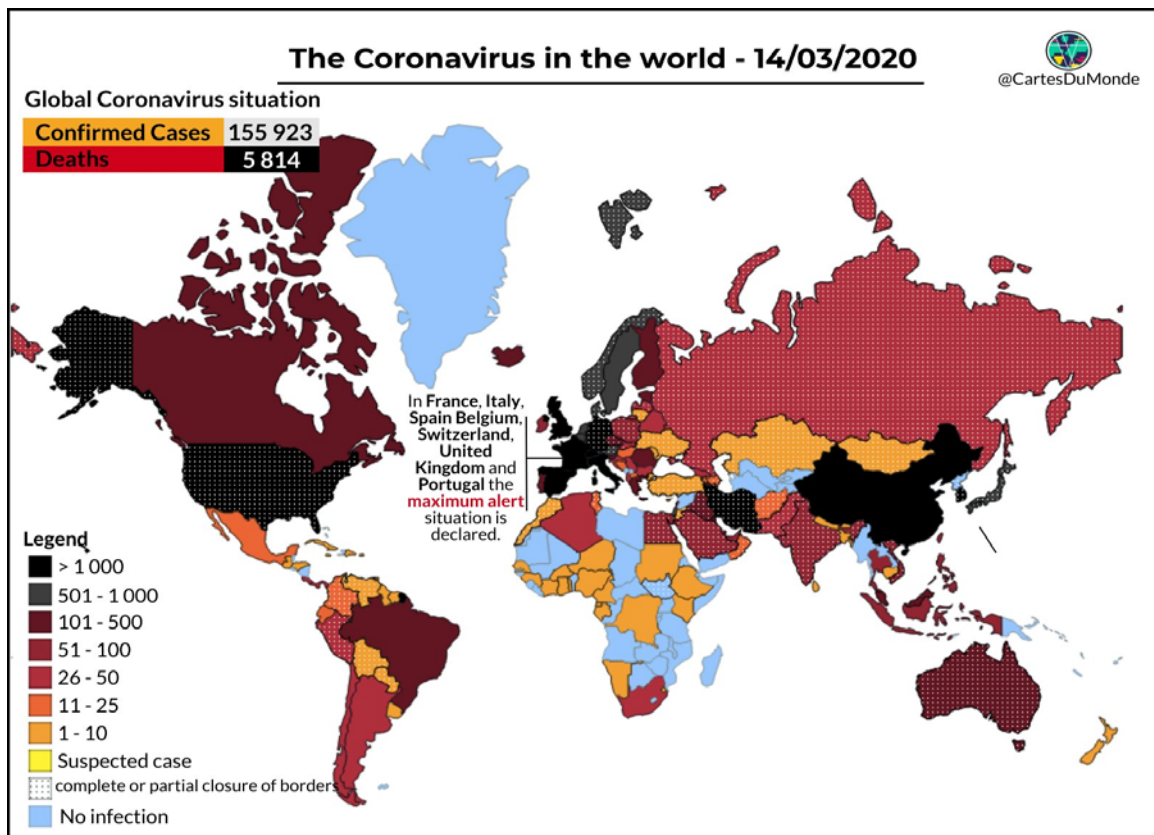 The Coronavirus in the world - 14/03/2020
@CartesDuMonde
Global Coronavirus situation
Confirmed Cases 155 923
Deaths 5 814
In France, Italy,
Spain Belgium,
Switzerland,
United
Kingdom and
Portugal the
maximum alert
situation is
declared.
Legend
> 1 000
501 - 1 000
101 - 500
51 - 100
26 - 50
11 - 25
1 - 10
Suspected case
complete or partial closure of borders
No infection